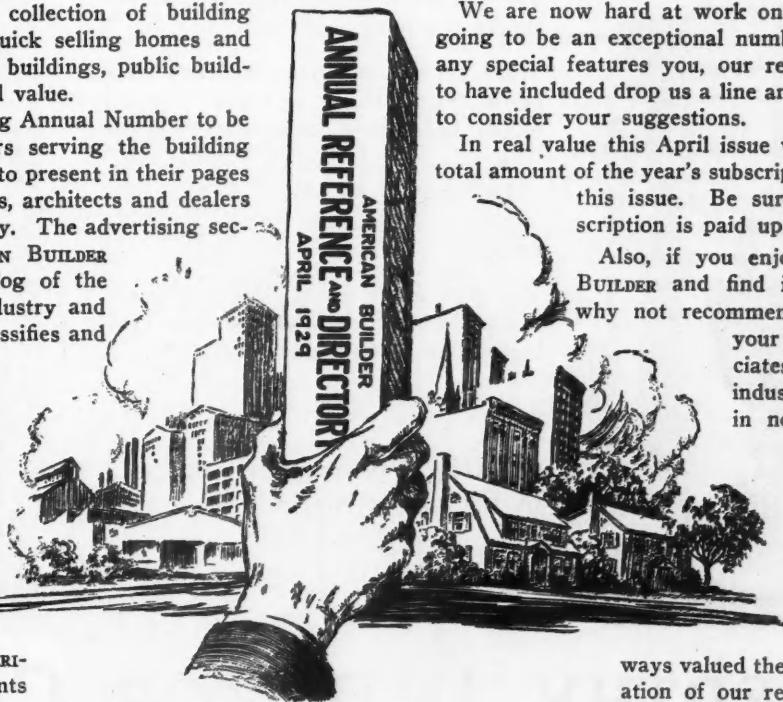 collection of building
uick selling homes and
buildings, public build-
l value.
g Annual Number to be
rs serving the building
to present in their pages
s, architects and dealers
y. The advertising sec-
N BUILDER
og of the
dustry and
assifies and
RI-
nts
AMERICAN BUILDER
ANNUAL REFERENCE AND DIRECTORY
APRIL 1929
We are now hard at work on
going to be an exceptional numb
any special features you, our re
to have included drop us a line an
to consider your suggestions.
In real value this April issue w
total amount of the year's subscrip
this issue. Be sur
scription is paid up
Also, if you enjo
BUILDER and find i
why not recommen
your
ciates
indus
in ne
ways valued the
ation of our re